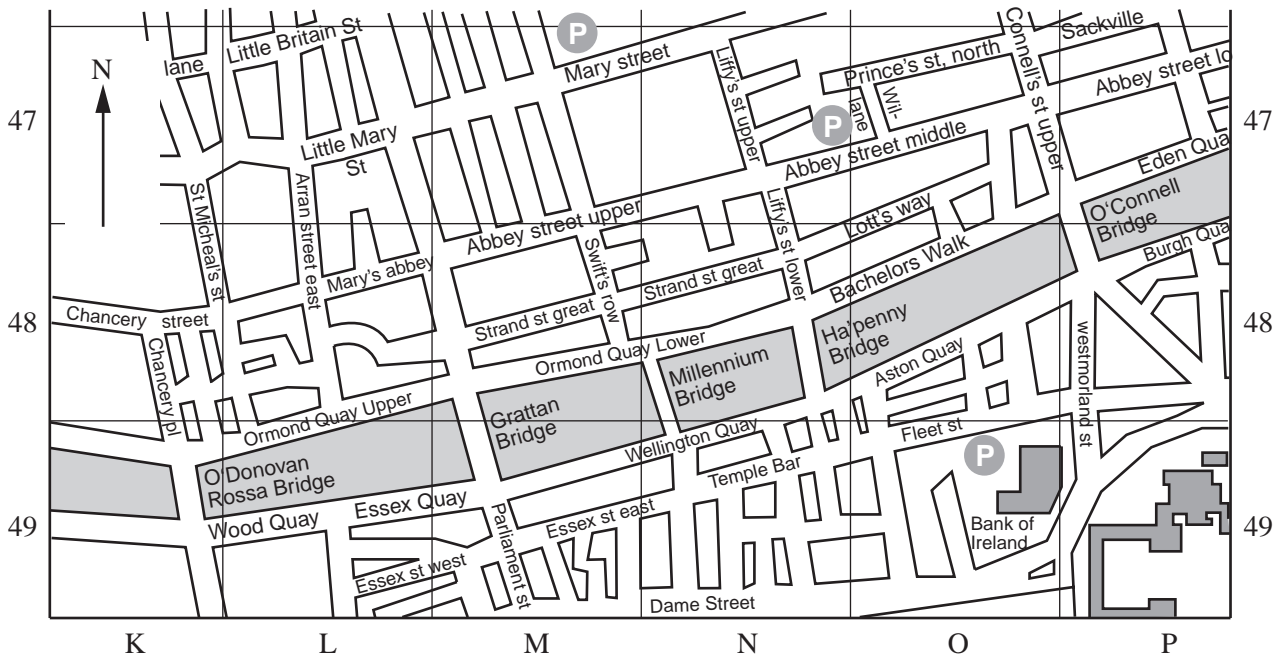 Little Britain St
lane
Mary street
Liffy's st upper
Prince's st, north
Connell's st upper
Sackville
Abbey street lo
N
47
Little Mary
St
P
P
lane
Wil-
Abbey street middle
47
Eden Qua
St Micheal's st
Arran street east
Abbey street upper
Liffy's st lower
Lott's way
O'Connell
Bridge
Burgh Qua
Mary's abbey
Swift's row
Strand st great
Bachelors Walk
48
Chancery street
Strand st great
Ha'penny
Bridge
48
Chancery pl
Ormond Quay Lower
Millennium
Bridge
Aston Quay
westmorland st
Ormond Quay Upper
Grattan
Bridge
Wellington Quay
Fleet st
P
O'Donovan
Rossa Bridge
Temple Bar
49
Wood Quay
Essex Quay
Parliament st
Essex st east
Bank of
Ireland
49
Essex st west
Dame Street
K
L
M
N
O
P